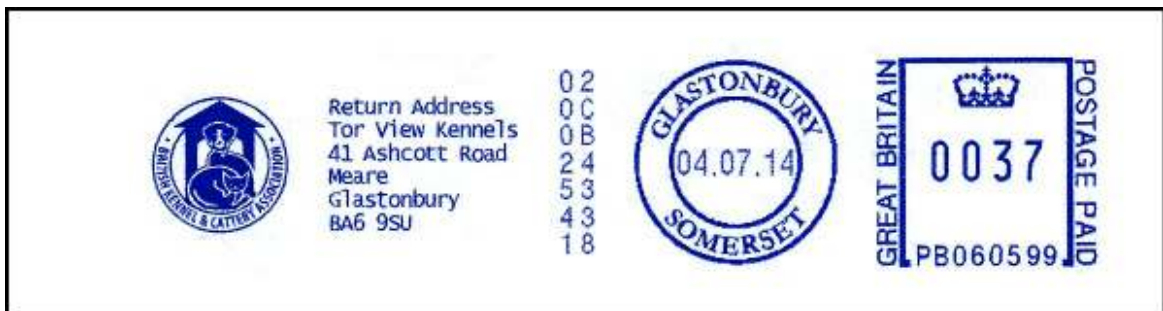 BRITISH KENNEL & CATTERY ASSOCIATION
Return Address
Tor View Kennels
41 Ashcott Road
Meare
Glastonbury
BA6 9SU
02
0C
0B
24
53
43
18
GLASTONBURY
04.07.14
SOMERSET
GREAT BRITAIN
0037
PB060599
POSTAGE PAID